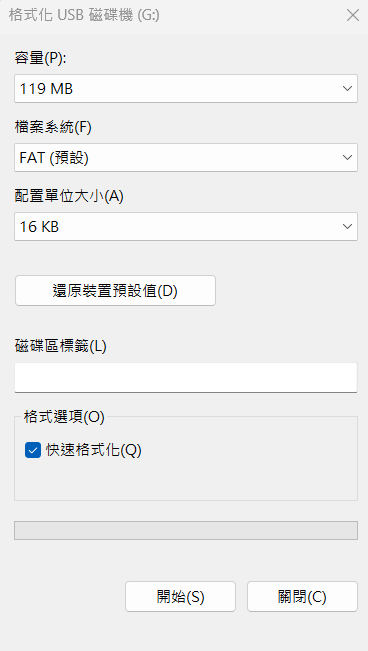 格式化 USB 磁碟機 (G:)
容量(P):
119 MB
檔案系統(F)
FAT (預設)
配置單位大小(A)
16 KB
還原裝置預設值(D)
磁碟區標籤(L)
格式選項(O)
快速格式化(Q)
開始(S)
關閉(C)